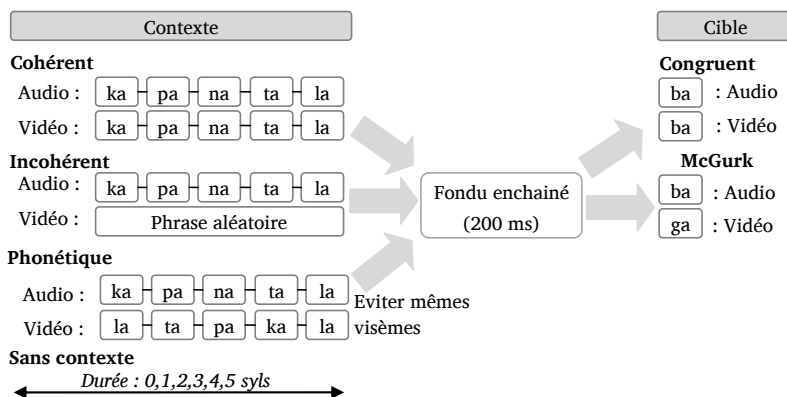 Contexte
Cohérent
Audio : ka pa na ta la
Vidéo : ka pa na ta la
Incohérent
Audio : ka pa na ta la
Vidéo : Phrase aléatoire
Phonétique
Audio : ka pa na ta la
Vidéo : la ta pa ka la
Eviter mêmes
visèmes
Sans contexte
Durée : 0,1,2,3,4,5 syls
Fondu enchainé
(200 ms)
Cible
Congruent
ba : Audio
ba : Vidéo
McGurk
ba : Audio
ga : Vidéo